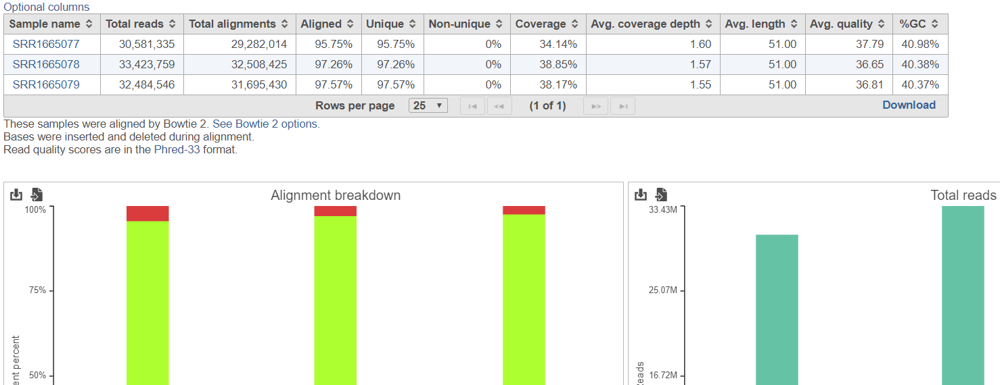 Optional columns
Sample name Total reads Total alignments Aligned Unique Non-unique Coverage Avg. coverage depth Avg. length Avg. quality %GC
SRR1665077 30,581,335 29,282,014 95.75% 95.75% 0% 34.14% 1.60 51.00 37.79 40.98%
SRR1665078 33,423,759 32,508,425 97.26% 97.26% 0% 38.85% 1.57 51.00 36.65 40.38%
SRR1665079 32,484,546 31,695,430 97.57% 97.57% 0% 38.17% 1.55 51.00 36.81 40.37%
Rows per page 25 (1 of 1) Download
These samples were aligned by Bowtie 2. See Bowtie 2 options.
Bases were inserted and deleted during alignment.
Read quality scores are in the Phred-33 format.
Alignment breakdown
100%
75%
50%
ent percent
Total reads
33.43M
25.07M
16.72M
Reads